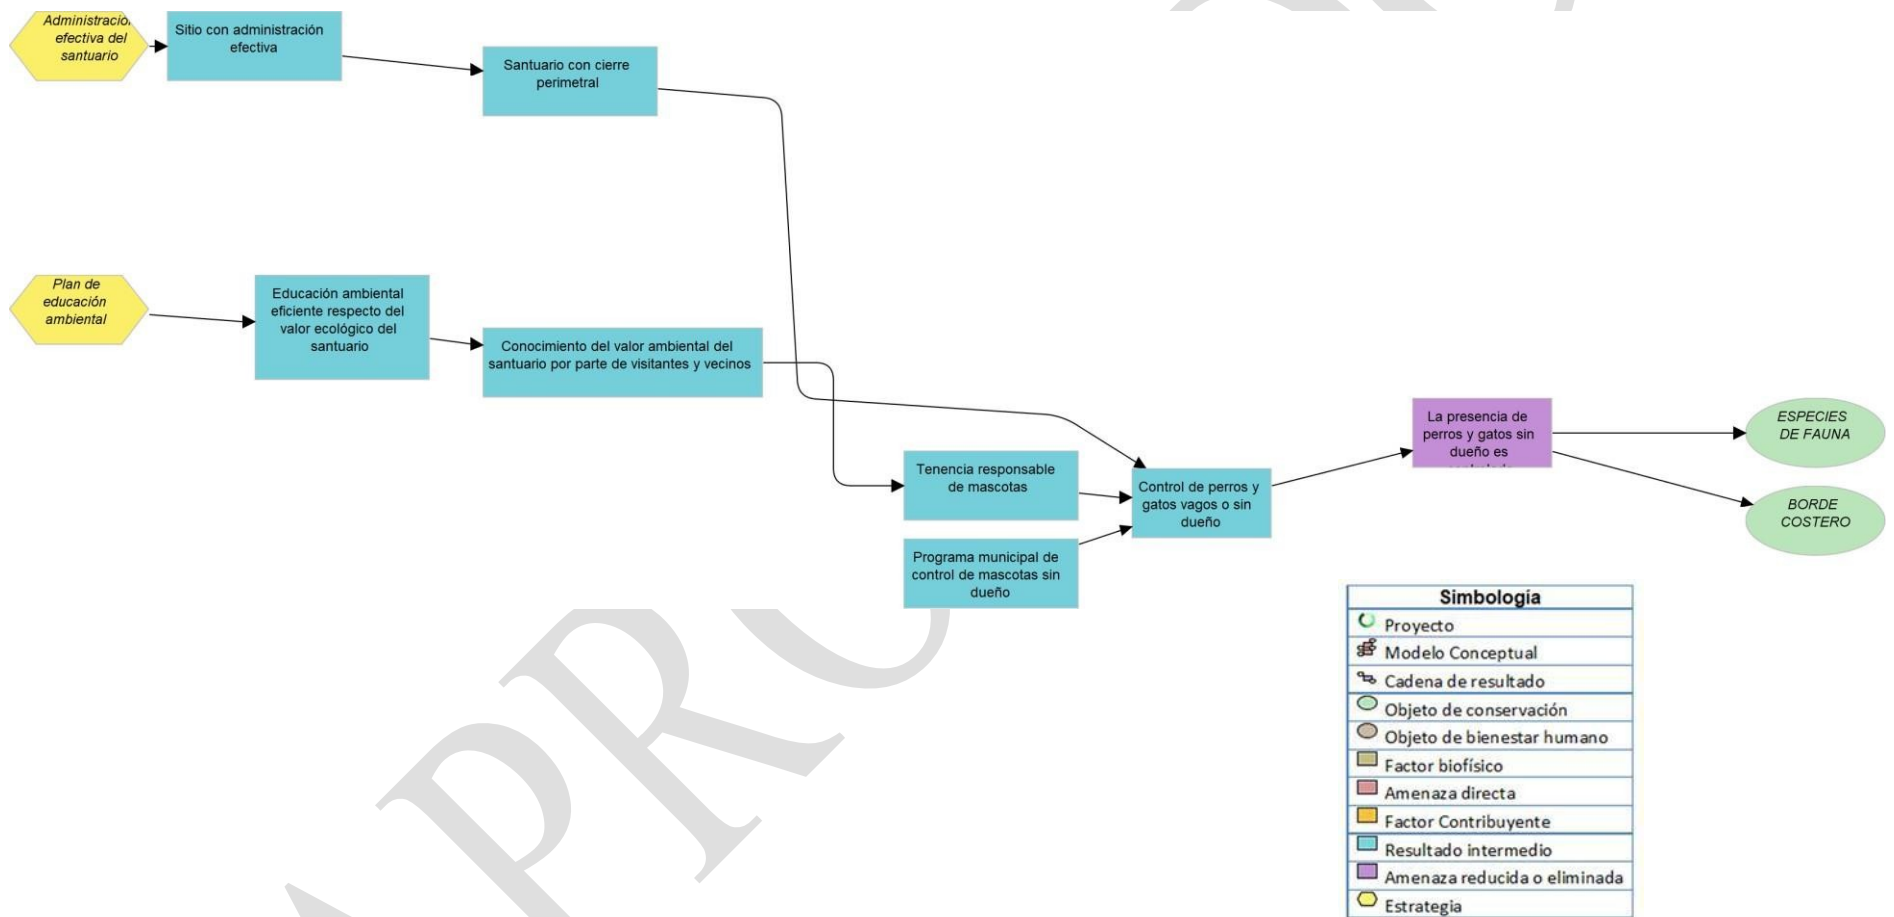 Administración
efectiva del
santuario
Sitio con administración
efectiva
Santuario con cierre
perimetral
Plan de
educación
ambiental
Educación ambiental
eficiente respecto del
valor ecológico del
santuario
Conocimiento del valor ambiental del
santuario por parte de visitantes y vecinos
Tenencia responsable
de mascotas
Programa municipal de
control de mascotas sin
dueño
Control de perros y
gatos vagos o sin
dueño
La presencia de
perros y gatos sin
dueño es
ESPECIES
DE FAUNA
BORDE
COSTERO
Simbología
Proyecto
Modelo Conceptual
Cadena de resultado
Objeto de conservación
Objeto de bienestar humano
Factor biofísico
Amenaza directa
Factor Contribuyente
Resultado intermedio
Amenaza reducida o eliminada
Estrategia